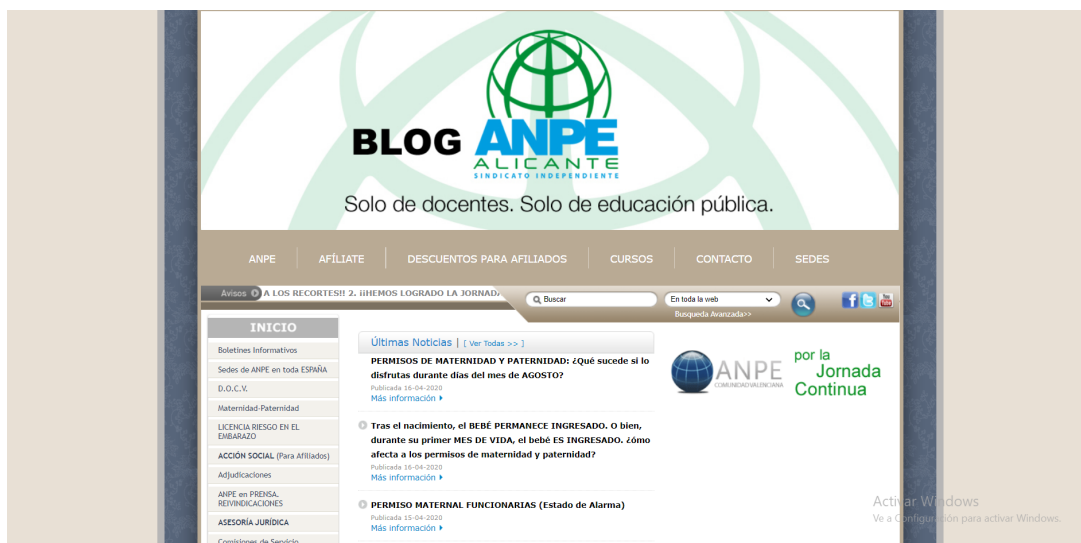 BLOG ANPE
ALICANTE
SINDICATO INDEPENDIENTE
Solo de docentes. Solo de educación pública.
ANPE AFÍLIATE DESCUENTOS PARA AFILIADOS CURSOS CONTACTO SEDES
Avisos A LOS RECORTES!! 2. ¡¡HEMOS LOGRADO LA JORNADA
Buscar
En toda la web
Busqueda Avanzada>>
You Tube
INICIO
Boletines Informativos
Sedes de ANPE en toda ESPAÑA
D.O.C.V.
Maternidad-Paternidad
LICENCIA RIESGO EN EL
EMBARAZO
ACCIÓN SOCIAL (Para Afiliados)
Adjudicaciones
ANPE en PRENSA.
REIVINDICACIONES
ASESORÍA JURÍDICA
Comisiones de Servicio
Últimas Noticias | [ Ver Todas >> ]
PERMISOS DE MATERNIDAD Y PATERNIDAD: ¿Qué sucede si lo
disfrutas durante días del mes de AGOSTO?
Publicada 16-04-2020
Más información
Tras el nacimiento, el BEBÉ PERMANECE INGRESADO. O bien,
durante su primer MES DE VIDA, el bebé ES INGRESADO. ¿ómo
afecta a los permisos de maternidad y paternidad?
Publicada 16-04-2020
Más información
PERMISO MATERNAL FUNCIONARIAS (Estado de Alarma)
Publicada 15-04-2020
Más información
ANPE
COMUNIDAD VALENCIANA
por la
Jornada
Continua
Activar Windows
Ve a Configuración para activar Windows.